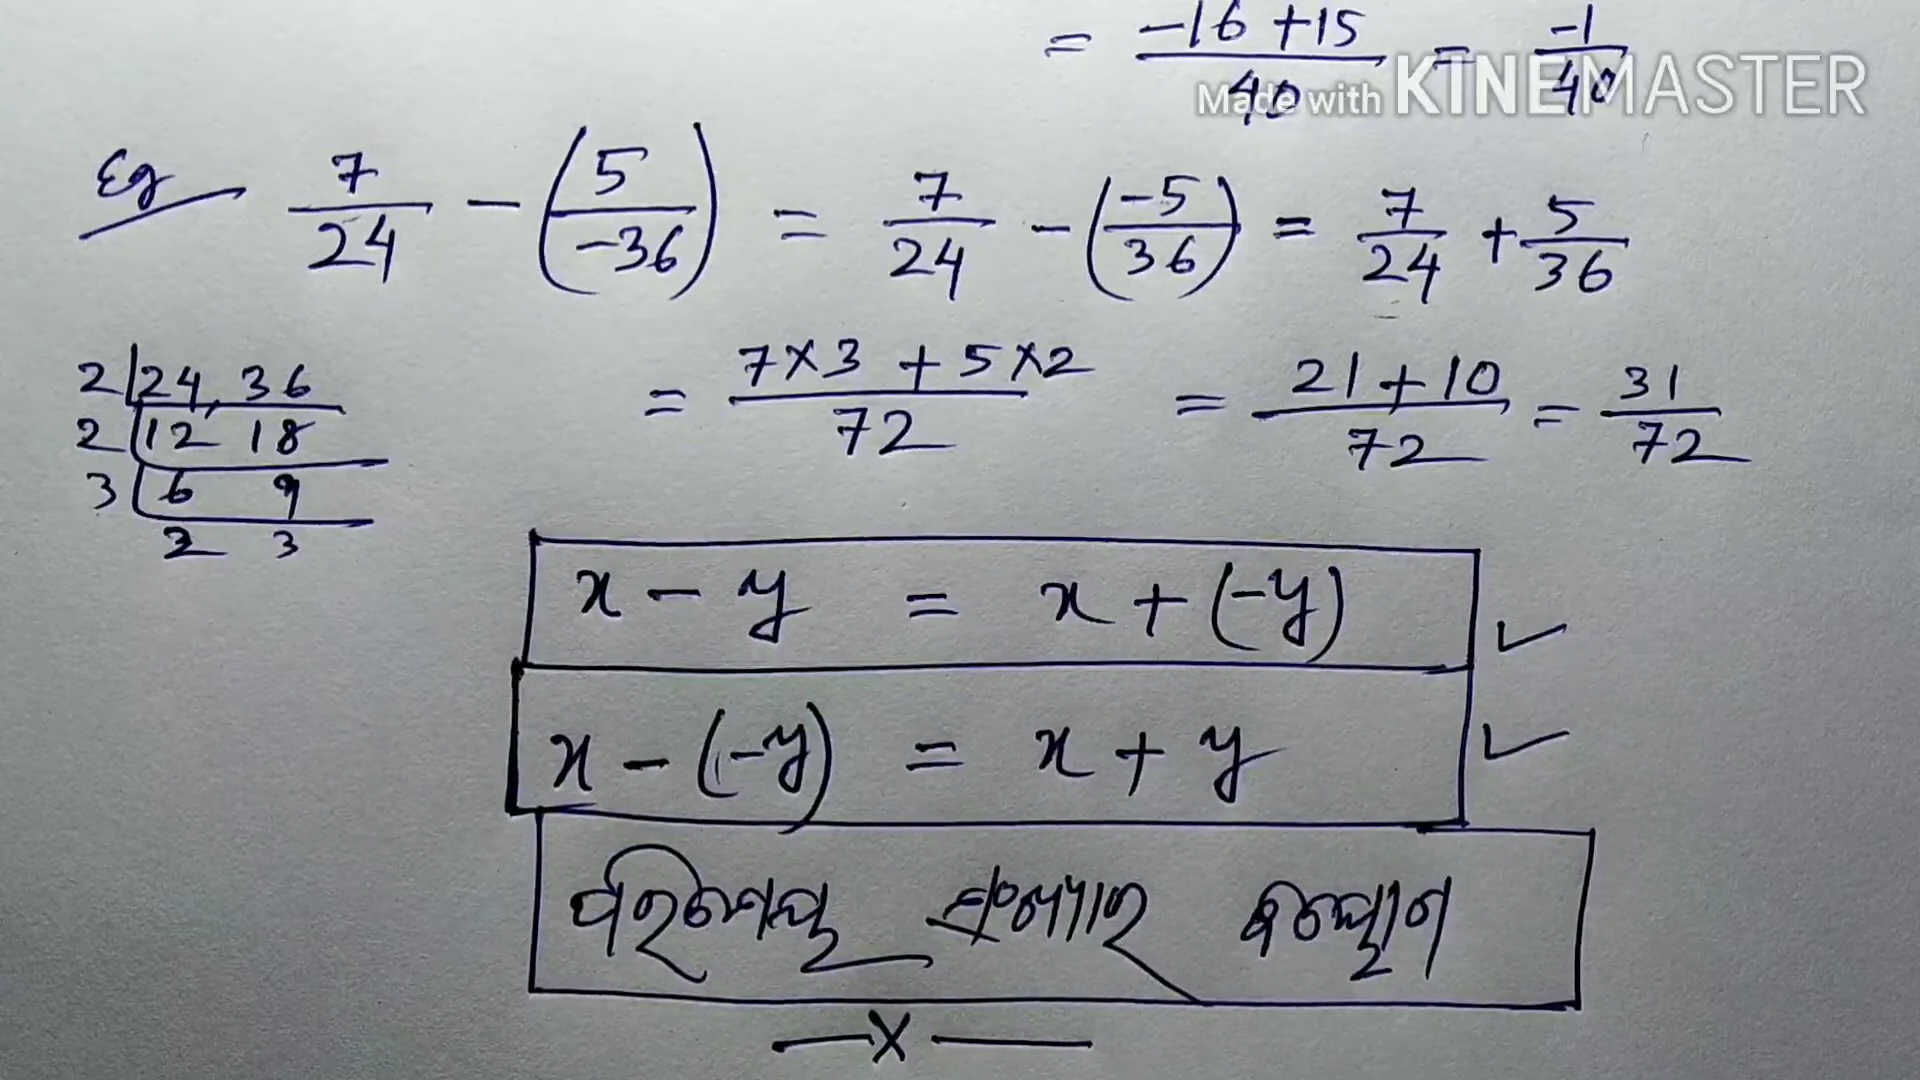 = -16 +15 / 40 = -1 / 40
Made with KINEMASTER
Eg 7/24 - (5/-36) = 7/24 - (-5/36) = 7/24 + 5/36
= 7×3 + 5×2 / 72 = 21 + 10 / 72 = 31/72
2 24, 36
2 12 18
3 6 9
2 3
x - y = x + (-y) ✓
x - (-y) = x + y ✓
ପରିମେୟ ସଂଖ୍ୟାର ବିୟୋଗ
—x—